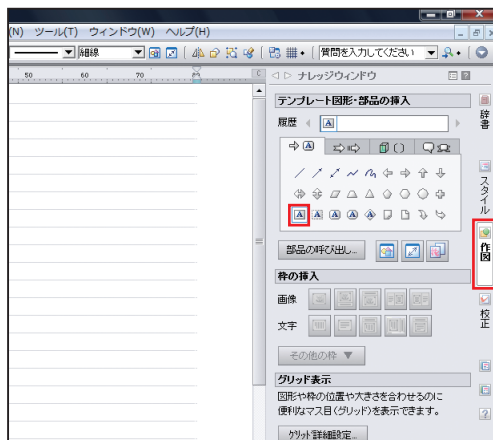 (N) ツール(T) ウィンドウ(W) ヘルプ(H)
細線
質問を入力してください
50 60 70 80
ナレッジウィンドウ
テンプレート図形・部品の挿入
履歴
A
部品の呼び出し...
枠の挿入
画像
文字
その他の枠 ▼
グリッド表示
図形や枠の位置や大きさを合わせるのに
便利なマス目(グリッド)を表示できます。
グリッド詳細設定...
辞書
スタイル
作図
校正